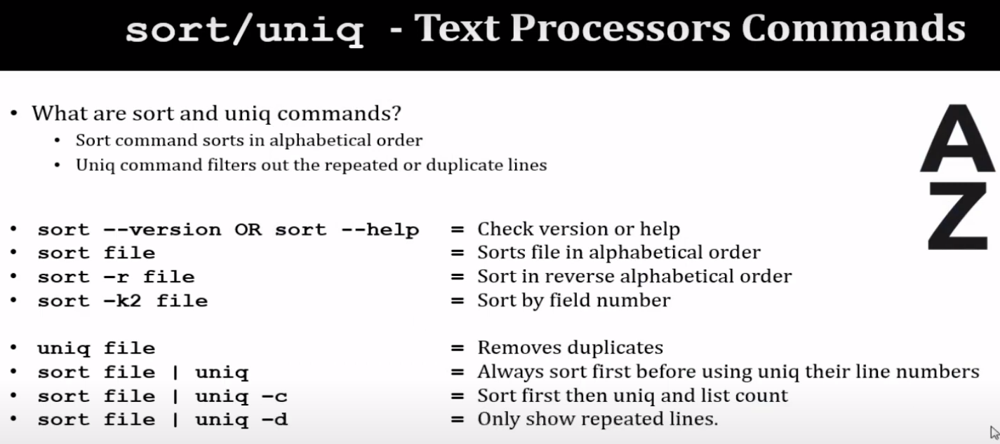 sort/uniq - Text Processors Commands
• What are sort and uniq commands?
• Sort command sorts in alphabetical order
• Uniq command filters out the repeated or duplicate lines
A
Z
• sort --version OR sort --help = Check version or help
• sort file = Sorts file in alphabetical order
• sort –r file = Sort in reverse alphabetical order
• sort –k2 file = Sort by field number
• uniq file = Removes duplicates
• sort file | uniq = Always sort first before using uniq their line numbers
• sort file | uniq –c = Sort first then uniq and list count
• sort file | uniq –d = Only show repeated lines.